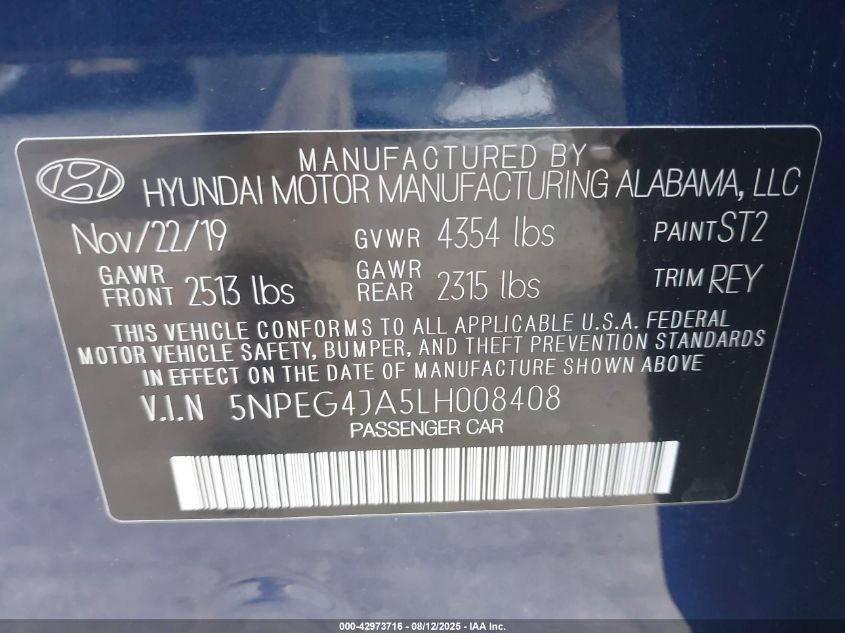 MANUFACTURED BY
HYUNDAI MOTOR MANUFACTURING ALABAMA, LLC
Nov/22/19 GVWR 4354 lbs PAINT ST2
GAWR FRONT 2513 lbs GAWR REAR 2315 lbs TRIM REY
THIS VEHICLE CONFORMS TO ALL APPLICABLE U.S.A. FEDERAL
MOTOR VEHICLE SAFETY, BUMPER, AND THEFT PREVENTION STANDARDS
IN EFFECT ON THE DATE OF MANUFACTURE SHOWN ABOVE
V.I.N 5NPEG4JA5LH008408
PASSENGER CAR
000-42973716 - 08/12/2025 - IAA Inc.